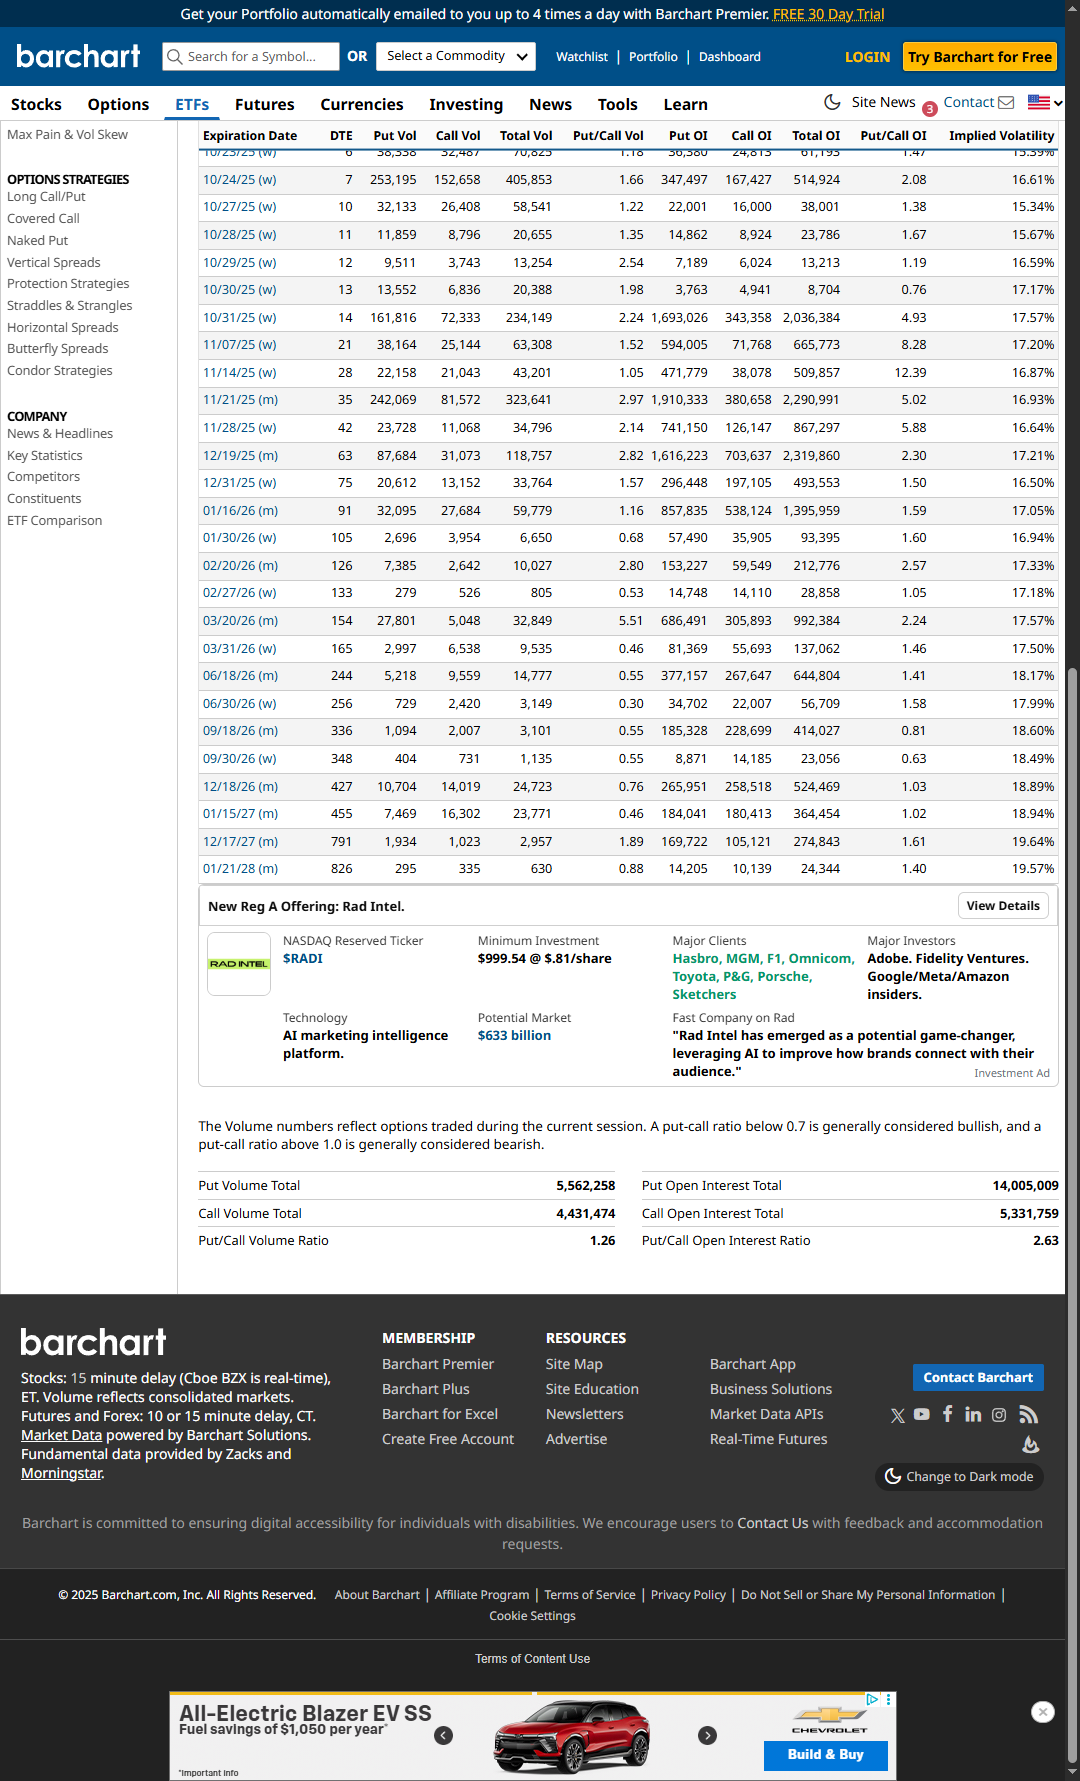 Get your Portfolio automatically emailed to you up to 4 times a day with Barchart Premier. FREE 30 Day Trial
barchart
Search for a Symbol...
OR
Select a Commodity
Watchlist | Portfolio | Dashboard
LOGIN
Try Barchart for Free
Stocks Options ETFs Futures Currencies Investing News Tools Learn
Site News 3 Contact
Max Pain & Vol Skew
OPTIONS STRATEGIES
Long Call/Put
Covered Call
Naked Put
Vertical Spreads
Protection Strategies
Straddles & Strangles
Horizontal Spreads
Butterfly Spreads
Condor Strategies
COMPANY
News & Headlines
Key Statistics
Competitors
Constituents
ETF Comparison
Expiration Date DTE Put Vol Call Vol Total Vol Put/Call Vol Put OI Call OI Total OI Put/Call OI Implied Volatility
10/23/25 (w) 6 38,338 32,487 70,825 1.18 36,380 24,813 61,193 1.47 15.39%
10/24/25 (w) 7 253,195 152,658 405,853 1.66 347,497 167,427 514,924 2.08 16.61%
10/27/25 (w) 10 32,133 26,408 58,541 1.22 22,001 16,000 38,001 1.38 15.34%
10/28/25 (w) 11 11,859 8,796 20,655 1.35 14,862 8,924 23,786 1.67 15.67%
10/29/25 (w) 12 9,511 3,743 13,254 2.54 7,189 6,024 13,213 1.19 16.59%
10/30/25 (w) 13 13,552 6,836 20,388 1.98 3,763 4,941 8,704 0.76 17.17%
10/31/25 (w) 14 161,816 72,333 234,149 2.24 1,693,026 343,358 2,036,384 4.93 17.57%
11/07/25 (w) 21 38,164 25,144 63,308 1.52 594,005 71,768 665,773 8.28 17.20%
11/14/25 (w) 28 22,158 21,043 43,201 1.05 471,779 38,078 509,857 12.39 16.87%
11/21/25 (m) 35 242,069 81,572 323,641 2.97 1,910,333 380,658 2,290,991 5.02 16.93%
11/28/25 (w) 42 23,728 11,068 34,796 2.14 741,150 126,147 867,297 5.88 16.64%
12/19/25 (m) 63 87,684 31,073 118,757 2.82 1,616,223 703,637 2,319,860 2.30 17.21%
12/31/25 (w) 75 20,612 13,152 33,764 1.57 296,448 197,105 493,553 1.50 16.50%
01/16/26 (m) 91 32,095 27,684 59,779 1.16 857,835 538,124 1,395,959 1.59 17.05%
01/30/26 (w) 105 2,696 3,954 6,650 0.68 57,490 35,905 93,395 1.60 16.94%
02/20/26 (m) 126 7,385 2,642 10,027 2.80 153,227 59,549 212,776 2.57 17.33%
02/27/26 (w) 133 279 526 805 0.53 14,748 14,110 28,858 1.05 17.18%
03/20/26 (m) 154 27,801 5,048 32,849 5.51 686,491 305,893 992,384 2.24 17.57%
03/31/26 (w) 165 2,997 6,538 9,535 0.46 81,369 55,693 137,062 1.46 17.50%
06/18/26 (m) 244 5,218 9,559 14,777 0.55 377,157 267,647 644,804 1.41 18.17%
06/30/26 (w) 256 729 2,420 3,149 0.30 34,702 22,007 56,709 1.58 17.99%
09/18/26 (m) 336 1,094 2,007 3,101 0.55 185,328 228,699 414,027 0.81 18.60%
09/30/26 (w) 348 404 731 1,135 0.55 8,871 14,185 23,056 0.63 18.49%
12/18/26 (m) 427 10,704 14,019 24,723 0.76 265,951 258,518 524,469 1.03 18.89%
01/15/27 (m) 455 7,469 16,302 23,771 0.46 184,041 180,413 364,454 1.02 18.94%
12/17/27 (m) 791 1,934 1,023 2,957 1.89 169,722 105,121 274,843 1.61 19.64%
01/21/28 (m) 826 295 335 630 0.88 14,205 10,139 24,344 1.40 19.57%
New Reg A Offering: Rad Intel.
View Details
RAD INTEL
NASDAQ Reserved Ticker
$RADI
Minimum Investment
$999.54 @ $.81/share
Major Clients
Hasbro, MGM, F1, Omnicom,
Toyota, P&G, Porsche,
Sketchers
Major Investors
Adobe. Fidelity Ventures.
Google/Meta/Amazon
insiders.
Technology
AI marketing intelligence
platform.
Potential Market
$633 billion
Fast Company on Rad
"Rad Intel has emerged as a potential game-changer,
leveraging AI to improve how brands connect with their
audience."
Investment Ad
The Volume numbers reflect options traded during the current session. A put-call ratio below 0.7 is generally considered bullish, and a
put-call ratio above 1.0 is generally considered bearish.
Put Volume Total 5,562,258
Call Volume Total 4,431,474
Put/Call Volume Ratio 1.26
Put Open Interest Total 14,005,009
Call Open Interest Total 5,331,759
Put/Call Open Interest Ratio 2.63
barchart
Stocks: 15 minute delay (Cboe BZX is real-time),
ET. Volume reflects consolidated markets.
Futures and Forex: 10 or 15 minute delay, CT.
Market Data powered by Barchart Solutions.
Fundamental data provided by Zacks and
Morningstar.
MEMBERSHIP
Barchart Premier
Barchart Plus
Barchart for Excel
Create Free Account
RESOURCES
Site Map
Site Education
Newsletters
Advertise
Barchart App
Business Solutions
Market Data APIs
Real-Time Futures
Contact Barchart
Change to Dark mode
Barchart is committed to ensuring digital accessibility for individuals with disabilities. We encourage users to Contact Us with feedback and accommodation
requests.
© 2025 Barchart.com, Inc. All Rights Reserved. About Barchart | Affiliate Program | Terms of Service | Privacy Policy | Do Not Sell or Share My Personal Information |
Cookie Settings
Terms of Content Use
All-Electric Blazer EV SS
Fuel savings of $1,050 per year*
*Important Info
CHEVROLET
Build & Buy